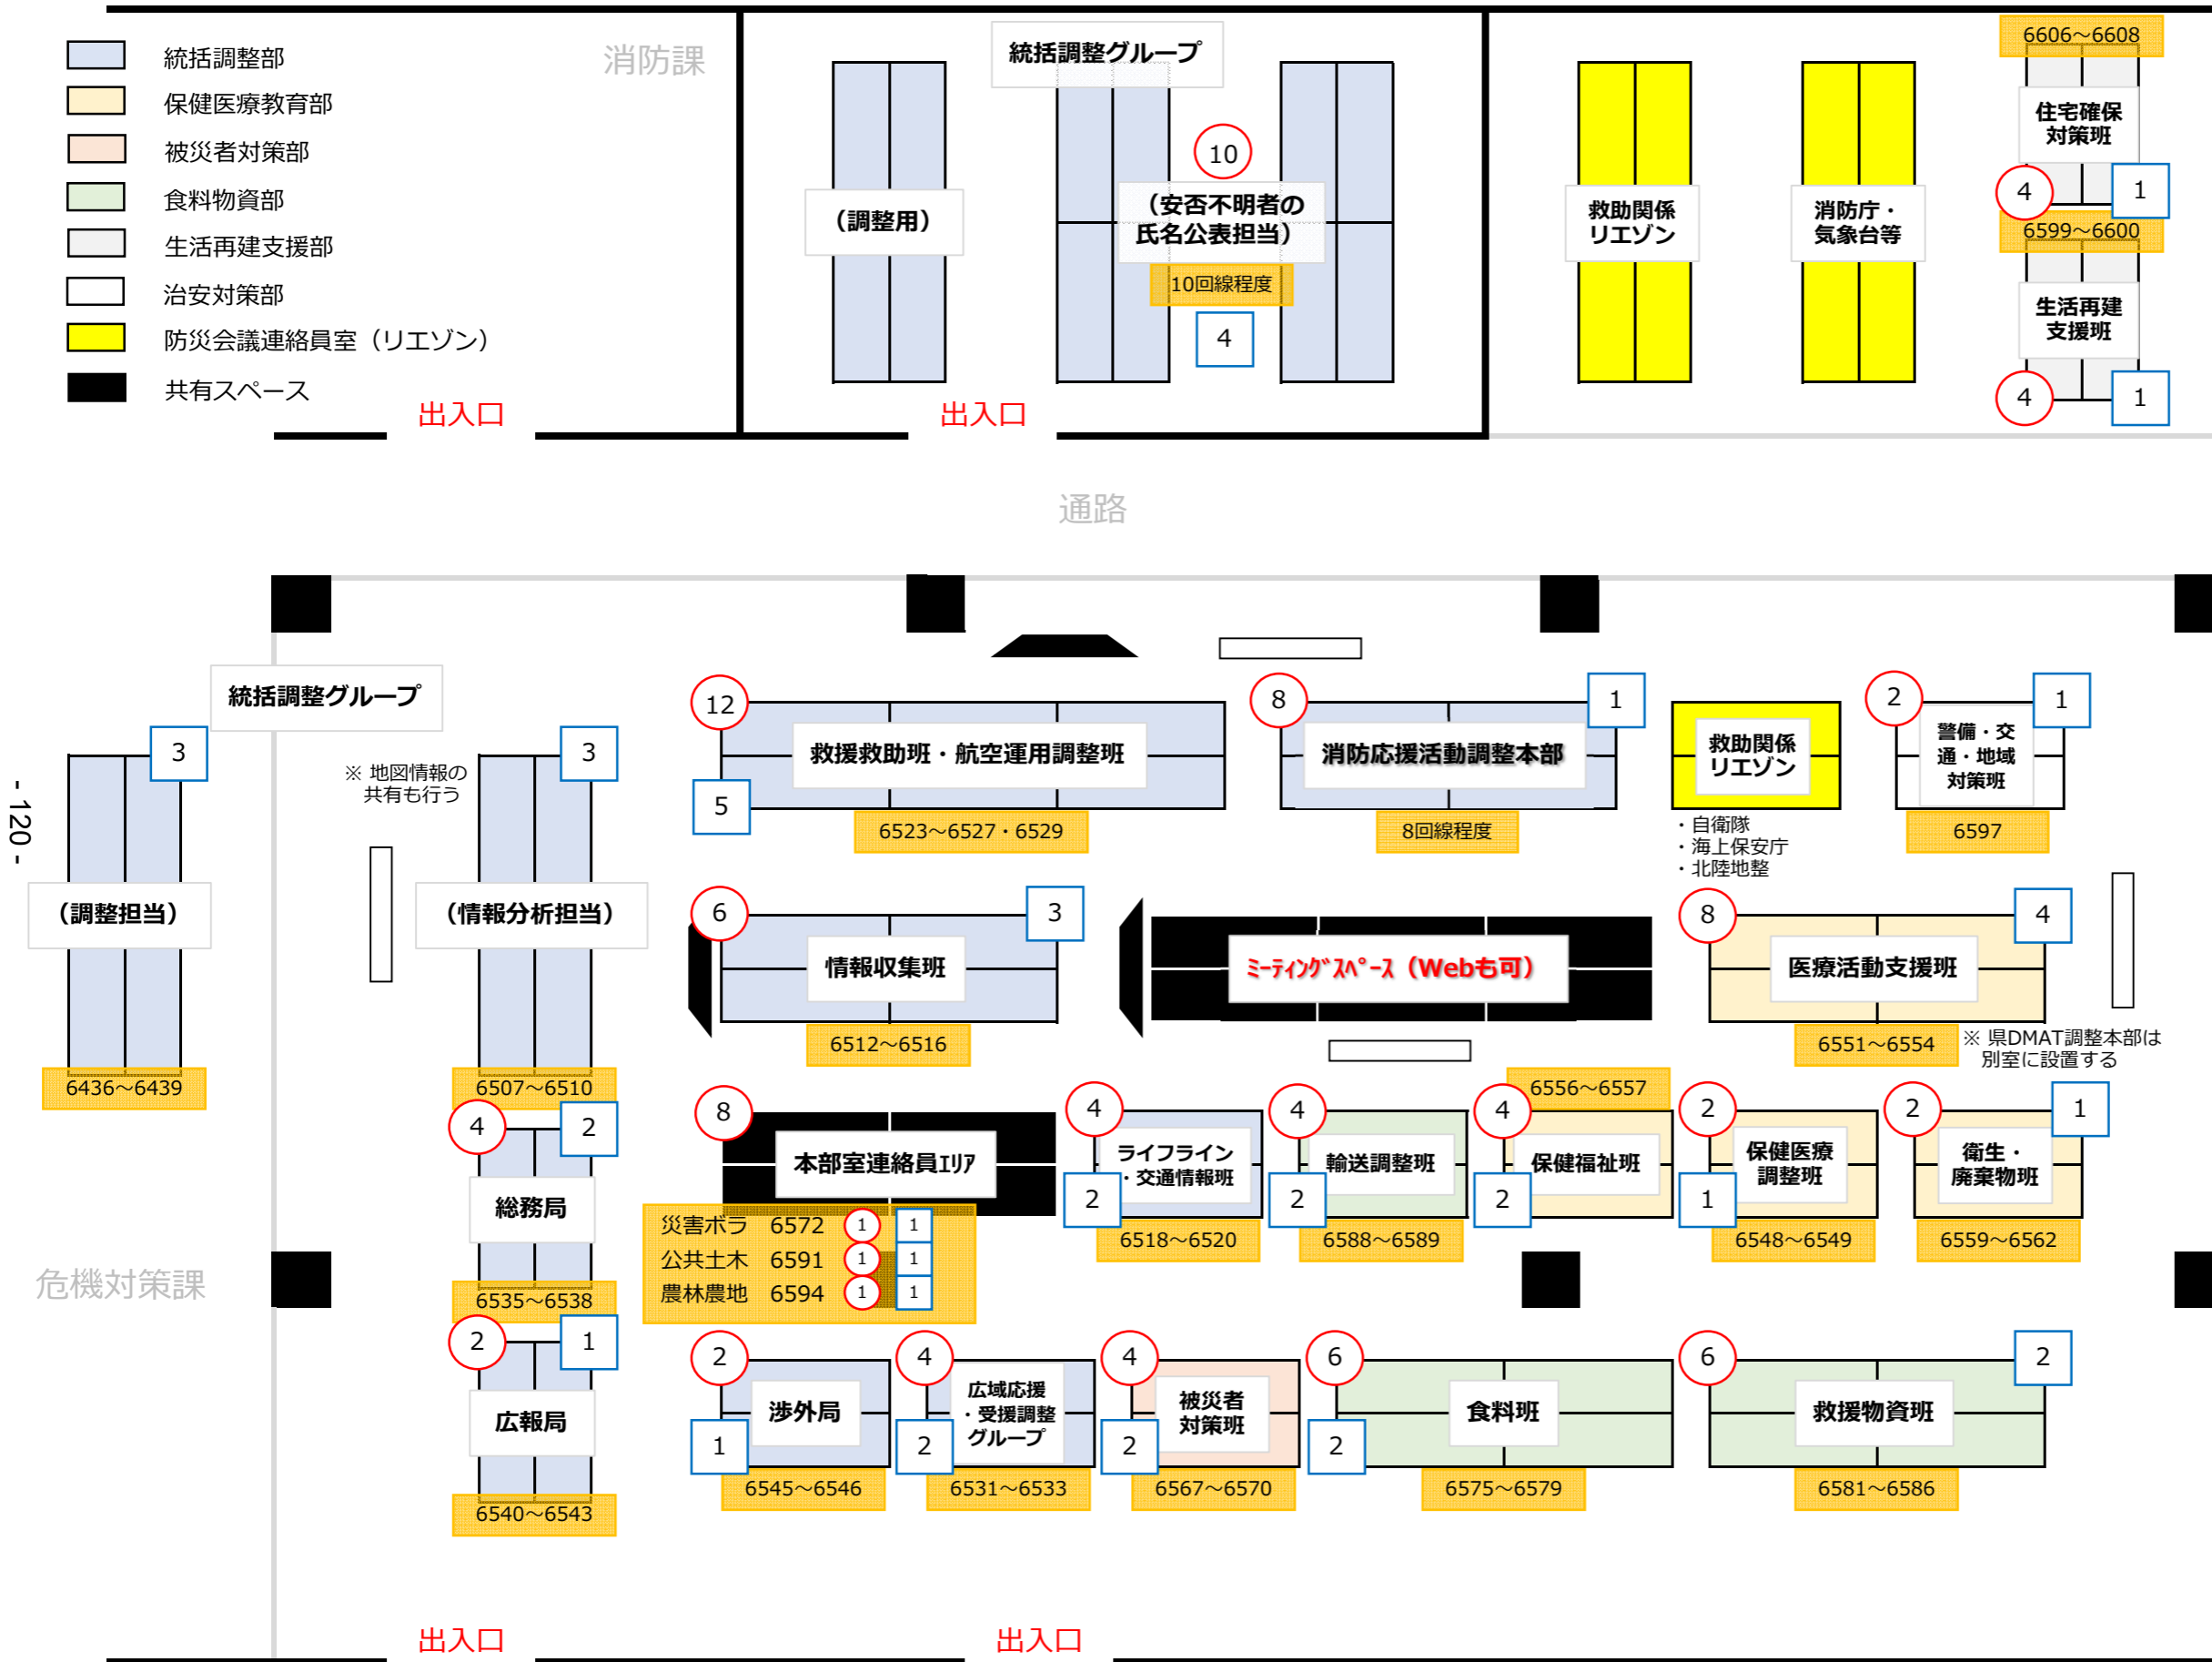 統括調整部
保健医療教育部
被災者対策部
食料物資部
生活再建支援部
治安対策部
防災会議連絡員室（リエゾン）
共有スペース
消防課
出入口
統括調整グループ
（調整用）
10
（安否不明者の
氏名公表担当）
10回線程度
4
出入口
救助関係
リエゾン
消防庁・
気象台等
6606～6608
住宅確保
対策班
4
1
6599～6600
生活再建
支援班
4
1
通路
統括調整グループ
3
（調整担当）
6436～6439
※ 地図情報の
共有も行う
3
（情報分析担当）
6507～6510
12
救援救助班・航空運用調整班
5
6523～6527・6529
8
1
消防応援活動調整本部
8回線程度
救助関係
リエゾン
・自衛隊
・海上保安庁
・北陸地整
2
1
警備・交
通・地域
対策班
6597
6
3
情報収集班
6512～6516
ﾐｰﾃｨﾝｸﾞｽﾍﾟｰｽ（Webも可）
8
4
医療活動支援班
6551～6554
※ 県DMAT調整本部は
別室に設置する
4
2
総務局
6535～6538
8
本部室連絡員ｴﾘｱ
災害ボラ 6572 1 1
公共土木 6591 1 1
農林農地 6594 1 1
4
ライフライン
・交通情報班
2
6518～6520
4
輸送調整班
2
6588～6589
6556～6557
4
保健福祉班
2
2
保健医療
調整班
1
6548～6549
2
1
衛生・
廃棄物班
6559～6562
危機対策課
2
1
広報局
6540～6543
2
渉外局
1
6545～6546
4
広域応援
・受援調整
グループ
2
6531～6533
4
被災者
対策班
2
6567～6570
6
食料班
2
6575～6579
6
2
救援物資班
6581～6586
出入口
出入口
- 120 -